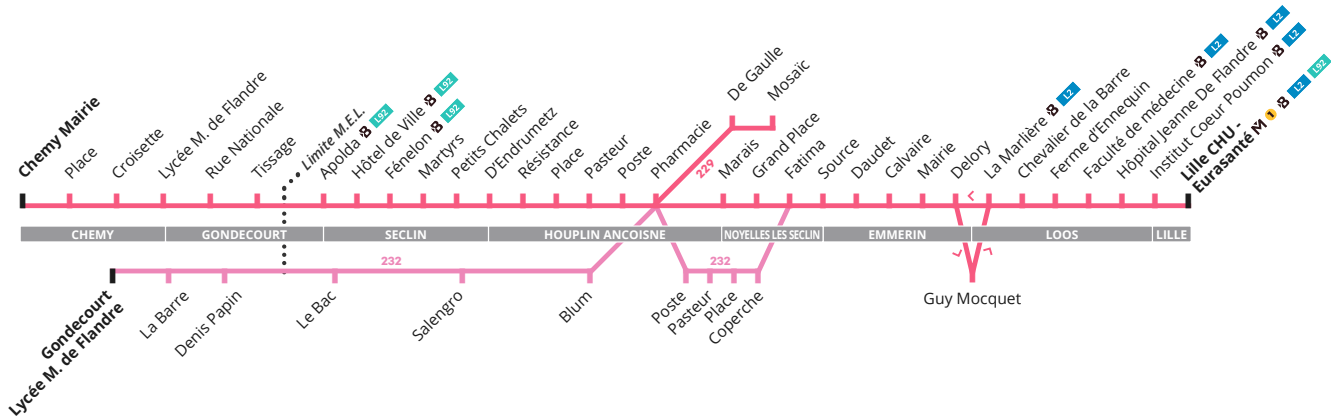 Chemy Mairie
Place
Croisette
Lycée M. de Flandre
Rue Nationale
Tissage
Limite M.E.L.
Apolda L92
Hôtel de Ville L92
Fénelon L92
Martyrs
Petits Chalets
D'Endrumetz
Résistance
Place
Pasteur
Poste
Pharmacie
229
De Gaulle
Mosaïc
Marais
Grand Place
Fatima
Source
Daudet
Calvaire
Mairie
Delory
La Marlière L2
Chevalier de la Barre
Ferme d'Ennequin
Faculté de médecine L2
Hôpital Jeanne De Flandre L2
Institut Coeur Poumon L2
Lille CHU -
Eurasanté M 1 L2 L92
CHEMY
GONDECOURT
SECLIN
HOUPLIN ANCOISNE
NOYELLES LES SECLIN
EMMERIN
LOOS
LILLE
232
232
Gondecourt
Lycée M. de Flandre
La Barre
Denis Papin
Le Bac
Salengro
Blum
Poste
Pasteur
Place
Coperche
Guy Mocquet